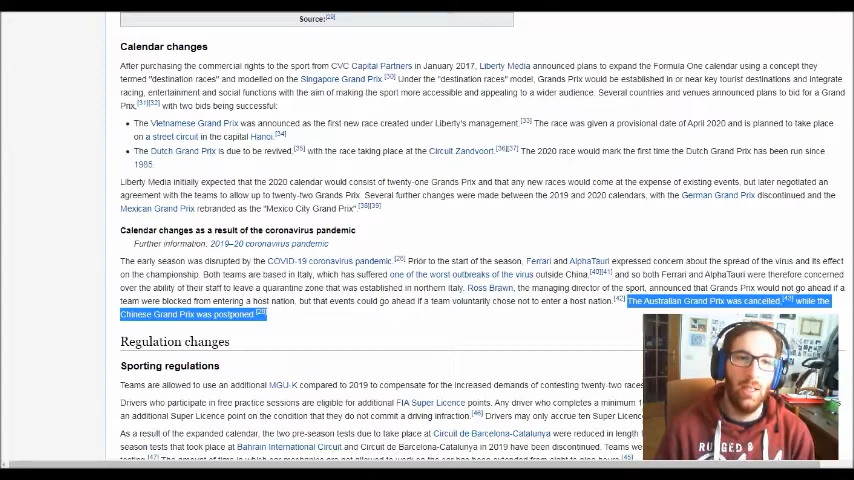 Source:[29]
Calendar changes
After purchasing the commercial rights to the sport from CVC Capital Partners in January 2017, Liberty Media announced plans to expand the Formula One calendar using a concept they
termed "destination races" and modelled on the Singapore Grand Prix.[30] Under the "destination races" model, Grands Prix would be established in or near key tourist destinations and integrate
racing, entertainment and social functions with the aim of making the sport more accessible and appealing to a wider audience. Several countries and venues announced plans to bid for a Grand
Prix,[31][32] with two bids being successful:
• The Vietnamese Grand Prix was announced as the first new race created under Liberty's management.[33] The race was given a provisional date of April 2020 and is planned to take place
on a street circuit in the capital Hanoi.[34]
• The Dutch Grand Prix is due to be revived,[35] with the race taking place at the Circuit Zandvoort.[36][37] The 2020 race would mark the first time the Dutch Grand Prix has been run since
1985.
Liberty Media initially expected that the 2020 calendar would consist of twenty-one Grands Prix and that any new races would come at the expense of existing events, but later negotiated an
agreement with the teams to allow up to twenty-two Grands Prix. Several further changes were made between the 2019 and 2020 calendars, with the German Grand Prix discontinued and the
Mexican Grand Prix rebranded as the "Mexico City Grand Prix".[38][39]
Calendar changes as a result of the coronavirus pandemic
Further information: 2019–20 coronavirus pandemic
The early season was disrupted by the COVID-19 coronavirus pandemic.[28] Prior to the start of the season, Ferrari and AlphaTauri expressed concern about the spread of the virus and its effect
on the championship. Both teams are based in Italy, which has suffered one of the worst outbreaks of the virus outside China,[40][41] and so both Ferrari and AlphaTauri were therefore concerned
over the ability of their staff to leave a quarantine zone that was established in northern Italy. Ross Brawn, the managing director of the sport, announced that Grands Prix would not go ahead if a
team were blocked from entering a host nation, but that events could go ahead if a team voluntarily chose not to enter a host nation.[42] The Australian Grand Prix was cancelled,[43] while the
Chinese Grand Prix was postponed.[28]
Regulation changes
Sporting regulations
Teams are allowed to use an additional MGU-K compared to 2019 to compensate for the increased demands of contesting twenty-two races
Drivers who participate in free practice sessions are eligible for additional FIA Super Licence points. Any driver who completes a minimum
an additional Super Licence point on the condition that they do not commit a driving infraction.[46] Drivers may only accrue ten Super Licen
As a result of the expanded calendar, the two pre-season tests due to take place at Circuit de Barcelona-Catalunya were reduced in length
season tests that took place at Bahrain International Circuit and Circuit de Barcelona-Catalunya in 2019 have been discontinued. Teams we
RUGGED &